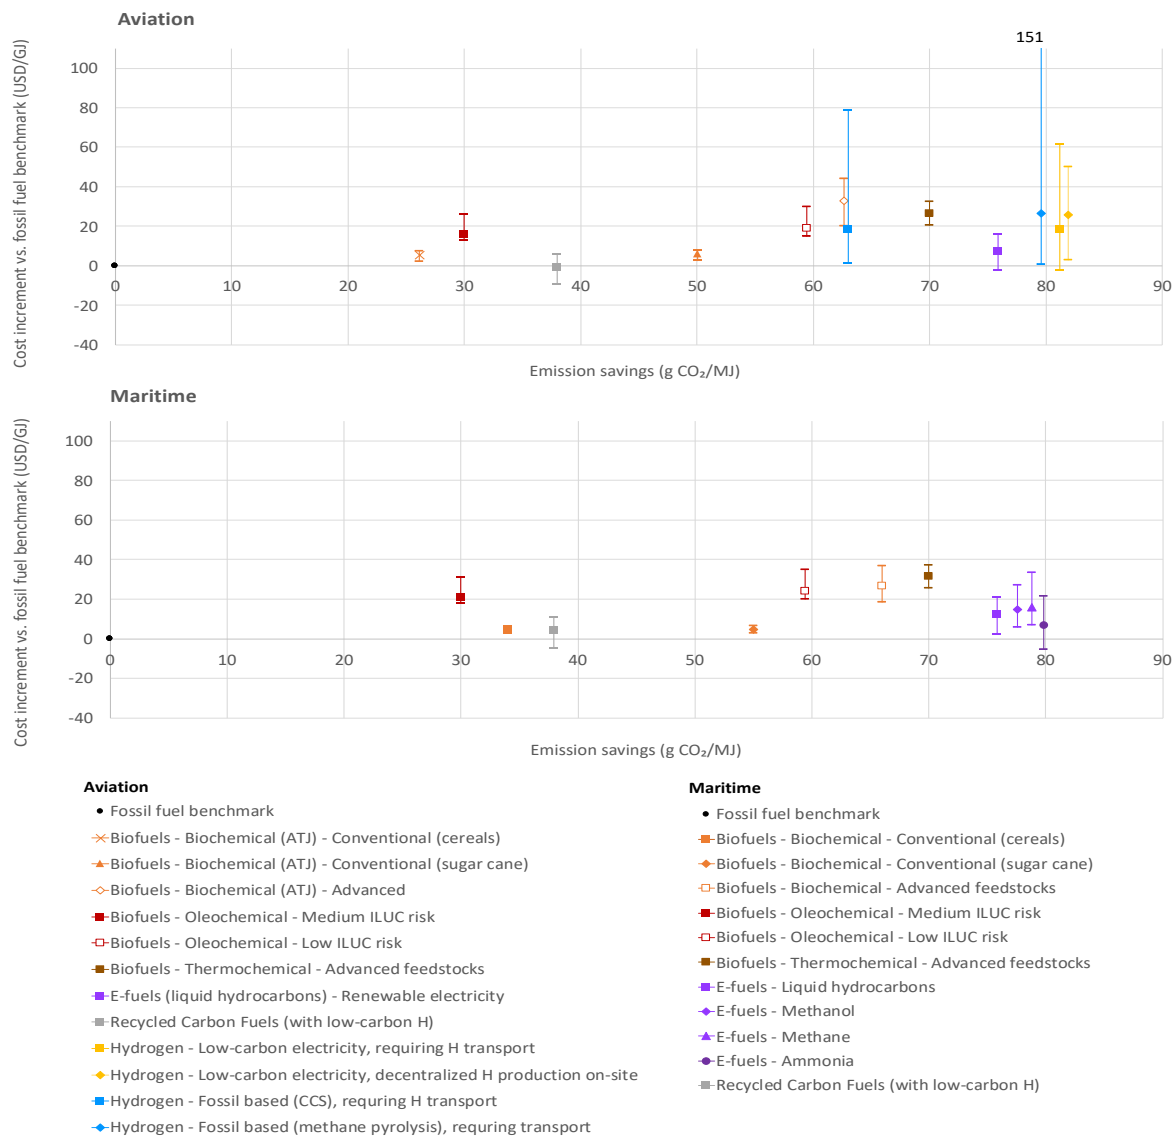 Aviation
Cost increment vs. fossil fuel benchmark (USD/GJ)
151
100
80
60
40
20
0
-20
-40
0 10 20 30 40 50 60 70 80 90
Emission savings (g CO₂/MJ)
Maritime
Cost increment vs. fossil fuel benchmark (USD/GJ)
100
80
60
40
20
0
-20
-40
0 10 20 30 40 50 60 70 80 90
Emission savings (g CO₂/MJ)
Aviation
Fossil fuel benchmark
Biofuels - Biochemical (ATJ) - Conventional (cereals)
Biofuels - Biochemical (ATJ) - Conventional (sugar cane)
Biofuels - Biochemical (ATJ) - Advanced
Biofuels - Oleochemical - Medium ILUC risk
Biofuels - Oleochemical - Low ILUC risk
Biofuels - Thermochemical - Advanced feedstocks
E-fuels (liquid hydrocarbons) - Renewable electricity
Recycled Carbon Fuels (with low-carbon H)
Hydrogen - Low-carbon electricity, requiring H transport
Hydrogen - Low-carbon electricity, decentralized H production on-site
Hydrogen - Fossil based (CCS), requring H transport
Hydrogen - Fossil based (methane pyrolysis), requring transport
Maritime
Fossil fuel benchmark
Biofuels - Biochemical - Conventional (cereals)
Biofuels - Biochemical - Conventional (sugar cane)
Biofuels - Biochemical - Advanced feedstocks
Biofuels - Oleochemical - Medium ILUC risk
Biofuels - Oleochemical - Low ILUC risk
Biofuels - Thermochemical - Advanced feedstocks
E-fuels - Liquid hydrocarbons
E-fuels - Methanol
E-fuels - Methane
E-fuels - Ammonia
Recycled Carbon Fuels (with low-carbon H)